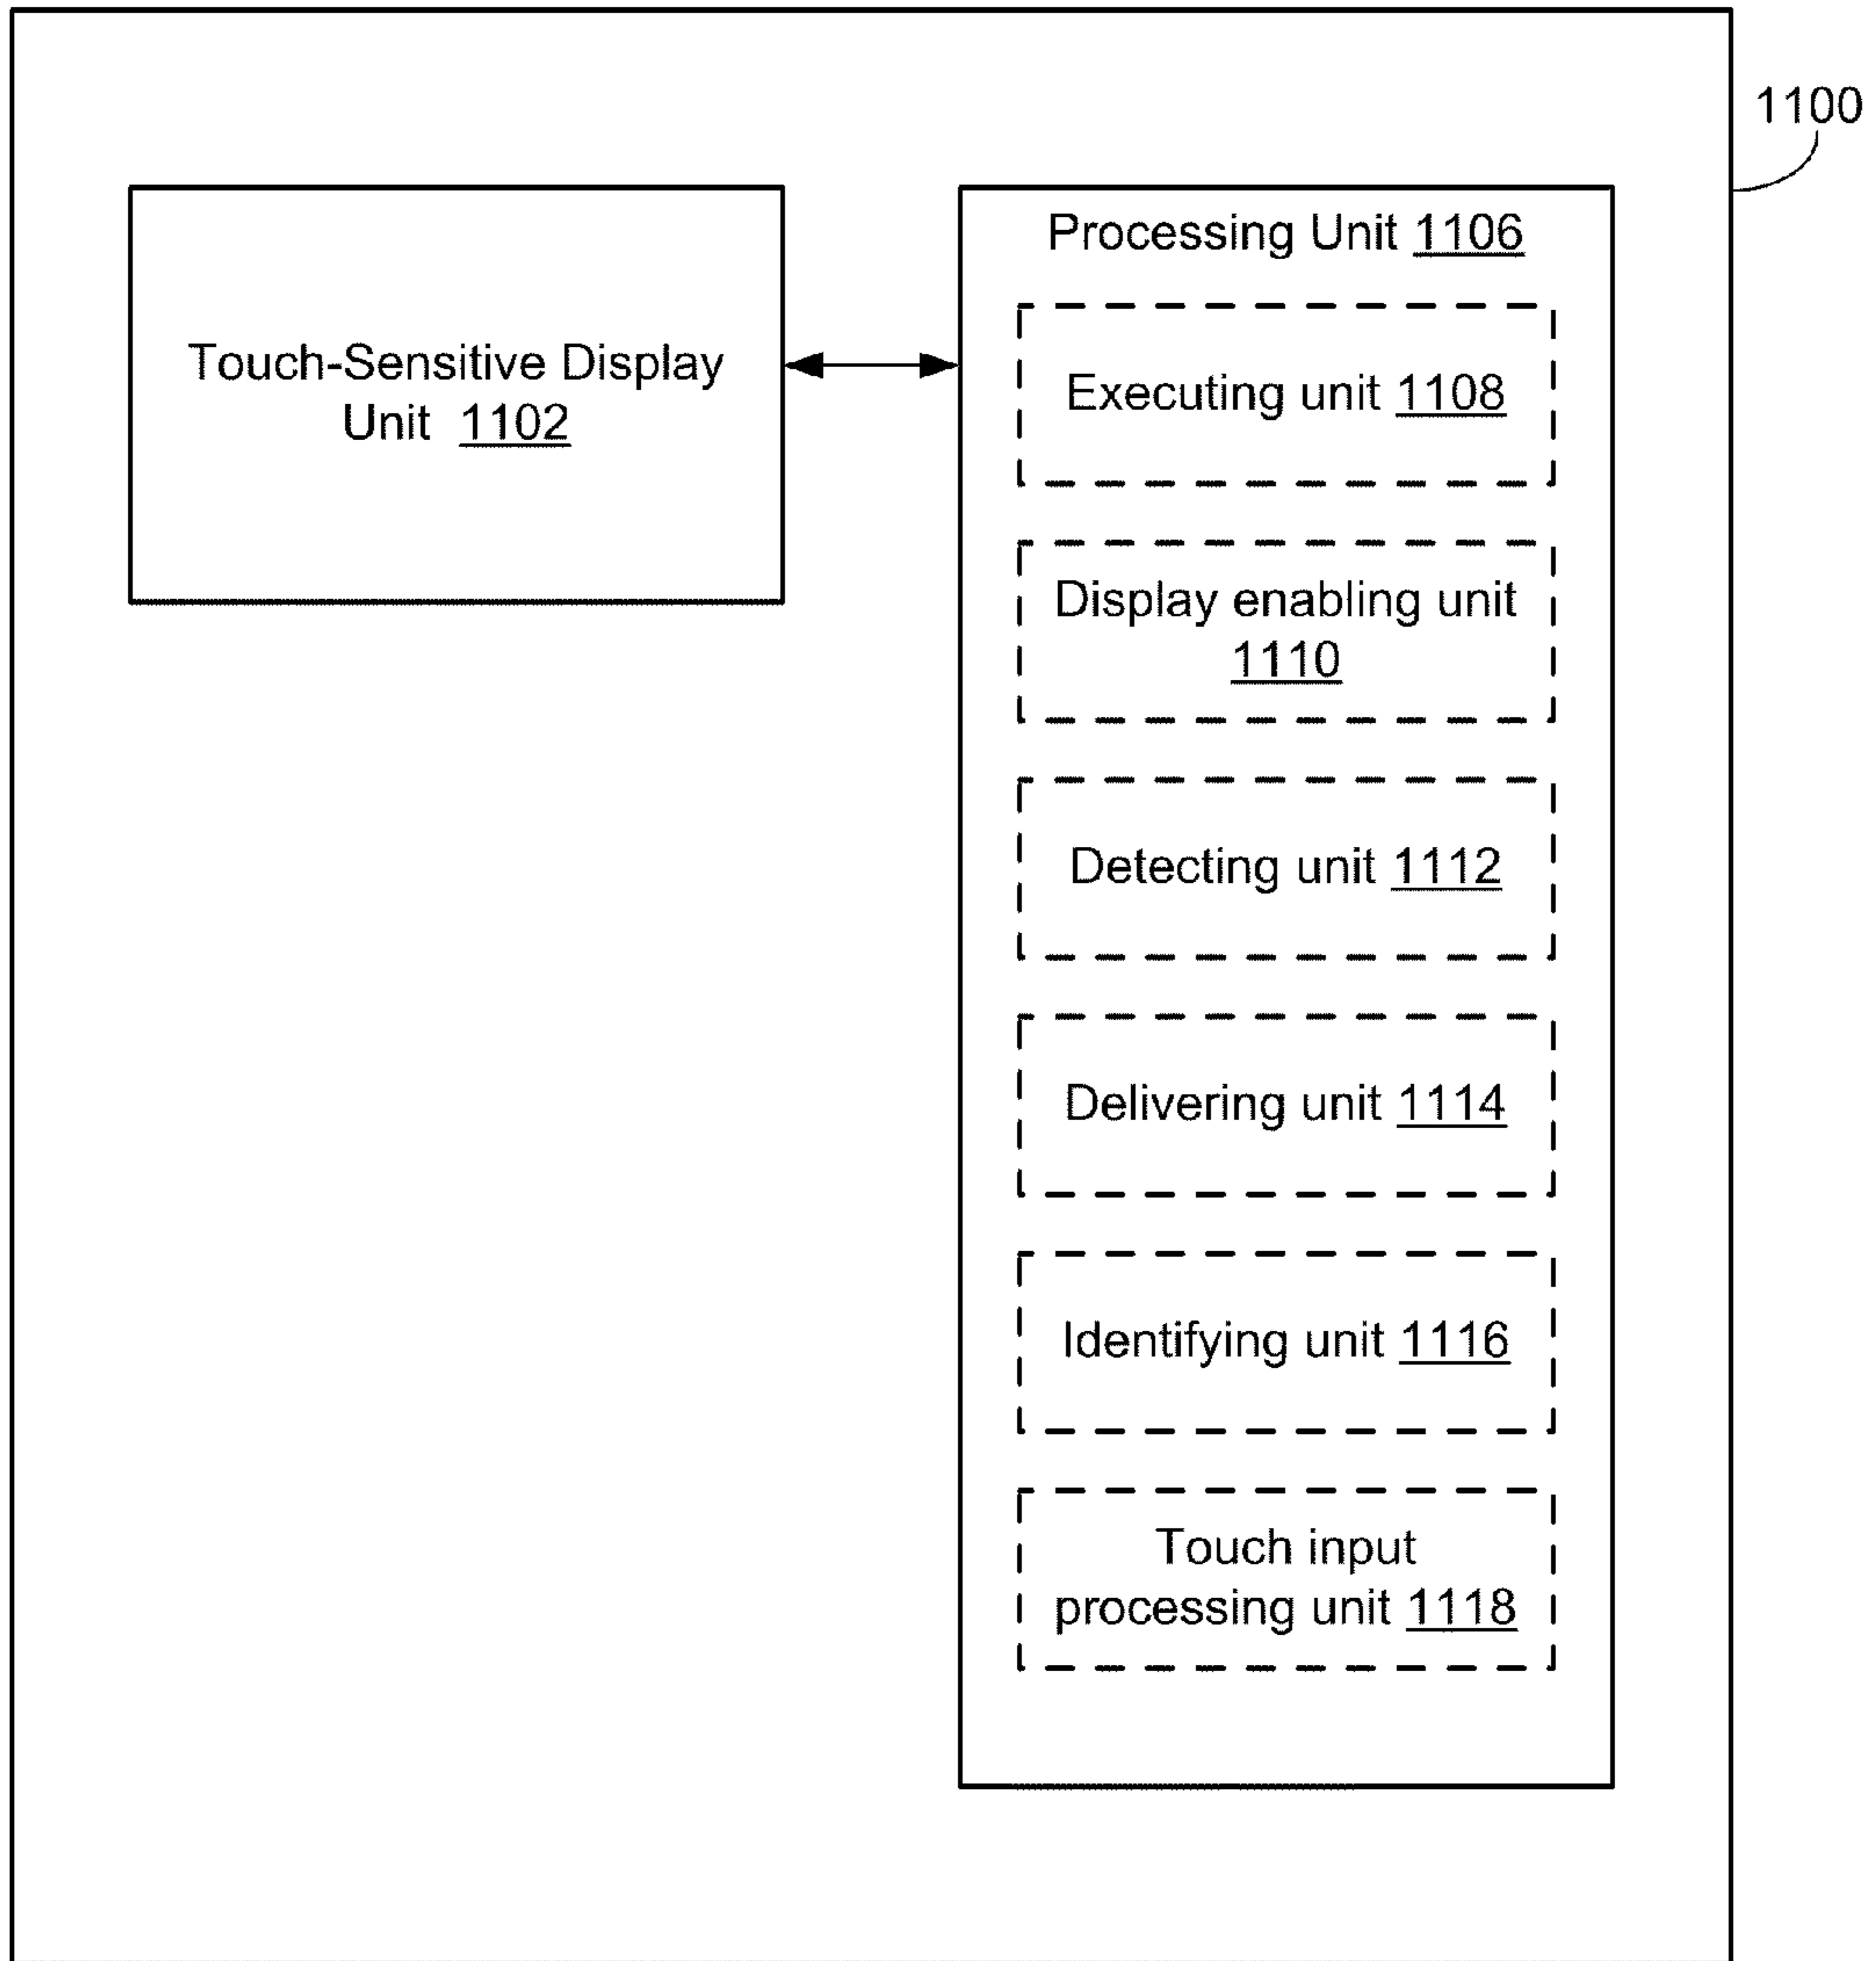 1100
Touch-Sensitive Display
Unit 1102
Processing Unit 1106
Executing unit 1108
Display enabling unit
1110
Detecting unit 1112
Delivering unit 1114
Identifying unit 1116
Touch input
processing unit 1118